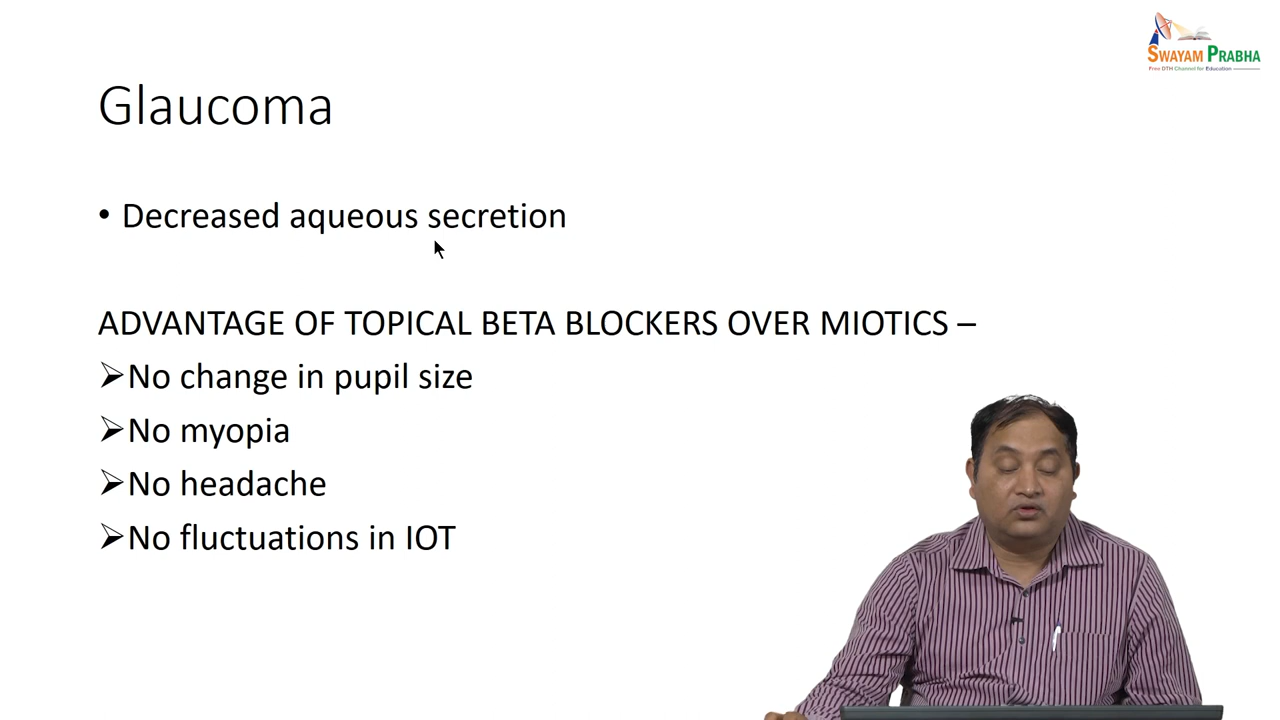 SWAYAM PRABHA
Free DTH Channel for Education
Glaucoma
• Decreased aqueous secretion
ADVANTAGE OF TOPICAL BETA BLOCKERS OVER MIOTICS –
➢No change in pupil size
➢No myopia
➢No headache
➢No fluctuations in IOT